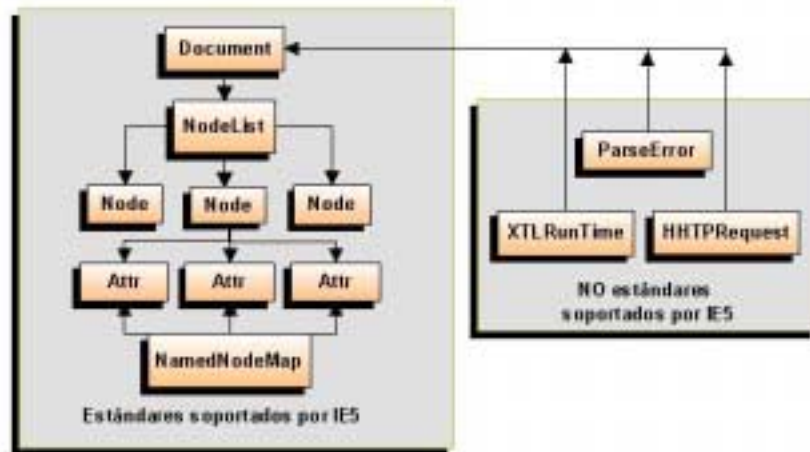 Document
NodeList
Node
Node
Node
Attr
Attr
Attr
NamedNodeMap
Estándares soportados por IE5
ParseError
XTLRunTime
HHTPRequest
NO estándares
soportados por IE5